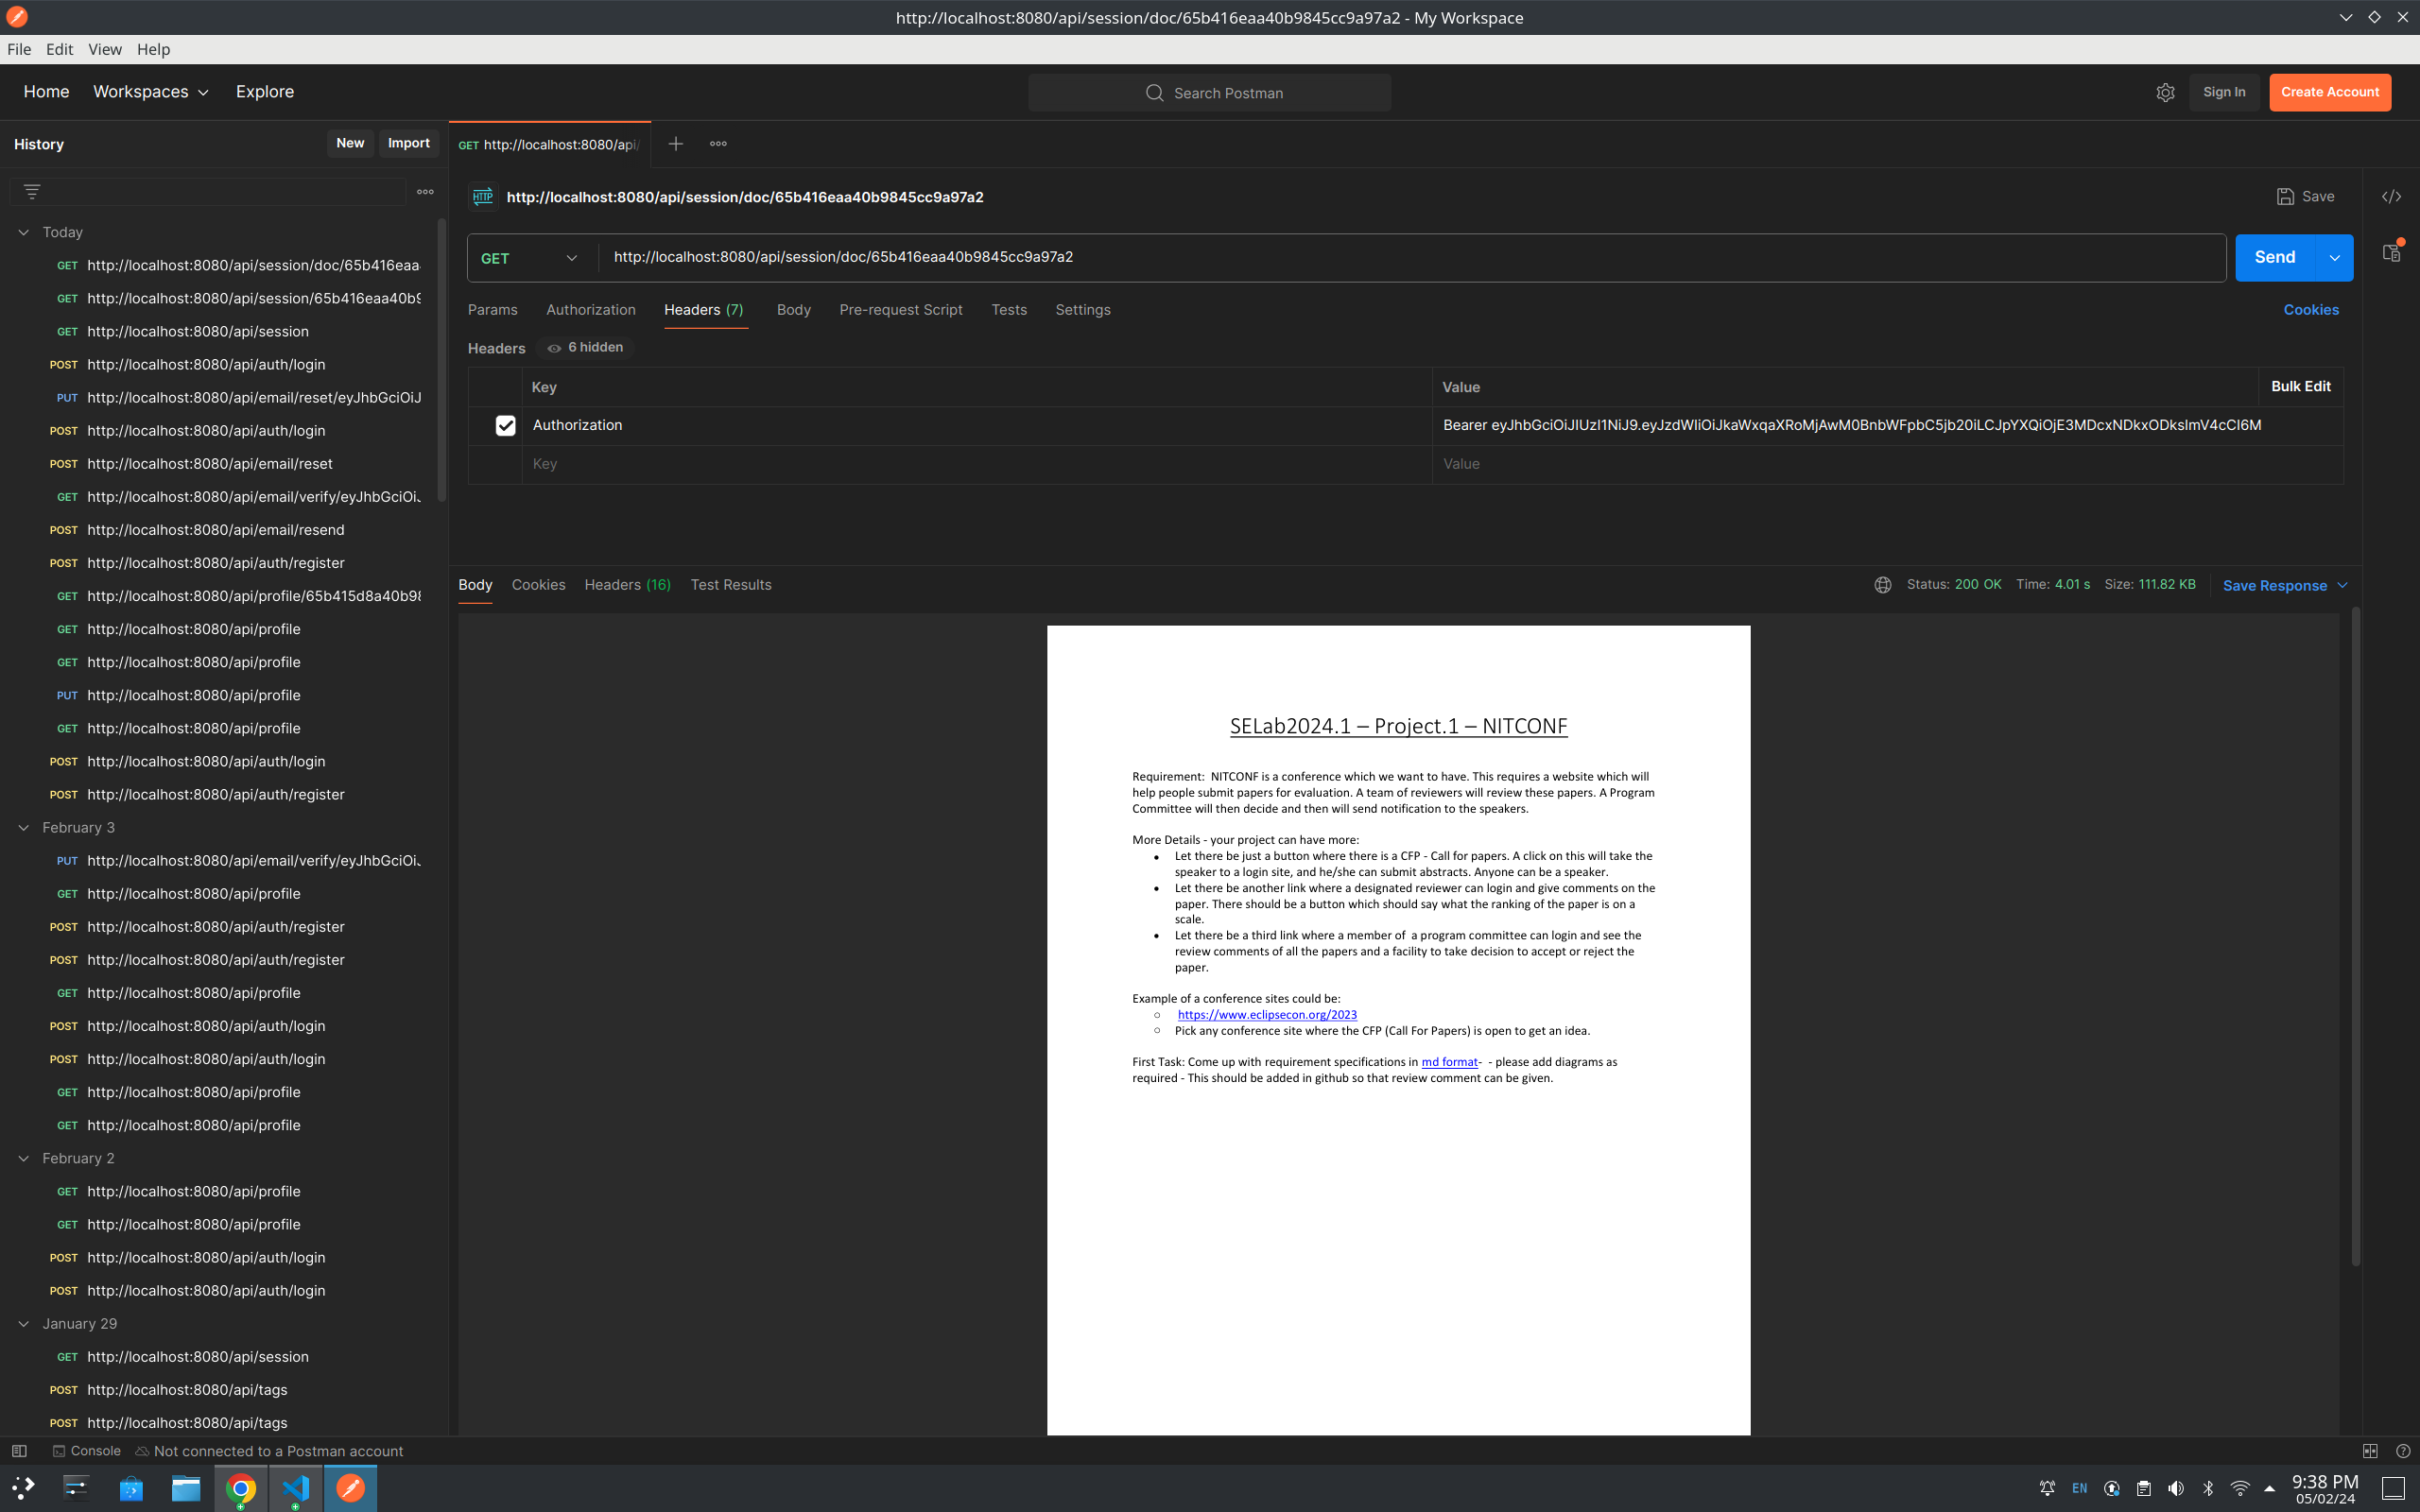 http://localhost:8080/api/session/doc/65b416eaa40b9845cc9a97a2 - My Workspace
File Edit View Help
Home Workspaces Explore Search Postman Sign In Create Account
History New Import
GET http://localhost:8080/api/
HTTP http://localhost:8080/api/session/doc/65b416eaa40b9845cc9a97a2 Save
GET http://localhost:8080/api/session/doc/65b416eaa40b9845cc9a97a2 Send
Params Authorization Headers (7) Body Pre-request Script Tests Settings Cookies
Headers 6 hidden
Key Value Bulk Edit
Authorization Bearer eyJhbGciOiJIUzI1NiJ9.eyJzdWIiOiJkaWxqaXRoMjAwM0BnbWFpbC5jb20iLCJpYXQiOjE3MDcxNDkxODksImV4cCI6M
Key Value
Today
GET http://localhost:8080/api/session/doc/65b416eaa
GET http://localhost:8080/api/session/65b416eaa40b9
GET http://localhost:8080/api/session
POST http://localhost:8080/api/auth/login
PUT http://localhost:8080/api/email/reset/eyJhbGciOiJ
POST http://localhost:8080/api/auth/login
POST http://localhost:8080/api/email/reset
GET http://localhost:8080/api/email/verify/eyJhbGciOiJ
POST http://localhost:8080/api/email/resend
POST http://localhost:8080/api/auth/register
GET http://localhost:8080/api/profile/65b415d8a40b98
GET http://localhost:8080/api/profile
GET http://localhost:8080/api/profile
PUT http://localhost:8080/api/profile
GET http://localhost:8080/api/profile
POST http://localhost:8080/api/auth/login
POST http://localhost:8080/api/auth/register
February 3
PUT http://localhost:8080/api/email/verify/eyJhbGciOiJ
GET http://localhost:8080/api/profile
POST http://localhost:8080/api/auth/register
POST http://localhost:8080/api/auth/register
GET http://localhost:8080/api/profile
POST http://localhost:8080/api/auth/login
POST http://localhost:8080/api/auth/login
GET http://localhost:8080/api/profile
GET http://localhost:8080/api/profile
February 2
GET http://localhost:8080/api/profile
GET http://localhost:8080/api/profile
POST http://localhost:8080/api/auth/login
POST http://localhost:8080/api/auth/login
January 29
GET http://localhost:8080/api/session
POST http://localhost:8080/api/tags
POST http://localhost:8080/api/tags
Body Cookies Headers (16) Test Results Status: 200 OK Time: 4.01 s Size: 111.82 KB Save Response
SELab2024.1 – Project.1 – NITCONF
Requirement: NITCONF is a conference which we want to have. This requires a website which will
help people submit papers for evaluation. A team of reviewers will review these papers. A Program
Committee will then decide and then will send notification to the speakers.
More Details - your project can have more:
• Let there be just a button where there is a CFP - Call for papers. A click on this will take the
speaker to a login site, and he/she can submit abstracts. Anyone can be a speaker.
• Let there be another link where a designated reviewer can login and give comments on the
paper. There should be a button which should say what the ranking of the paper is on a
scale.
• Let there be a third link where a member of a program committee can login and see the
review comments of all the papers and a facility to take decision to accept or reject the
paper.
Example of a conference sites could be:
○ https://www.eclipsecon.org/2023
○ Pick any conference site where the CFP (Call For Papers) is open to get an idea.
First Task: Come up with requirement specifications in md format- - please add diagrams as
required - This should be added in github so that review comment can be given.
Console Not connected to a Postman account
EN 9:38 PM
05/02/24